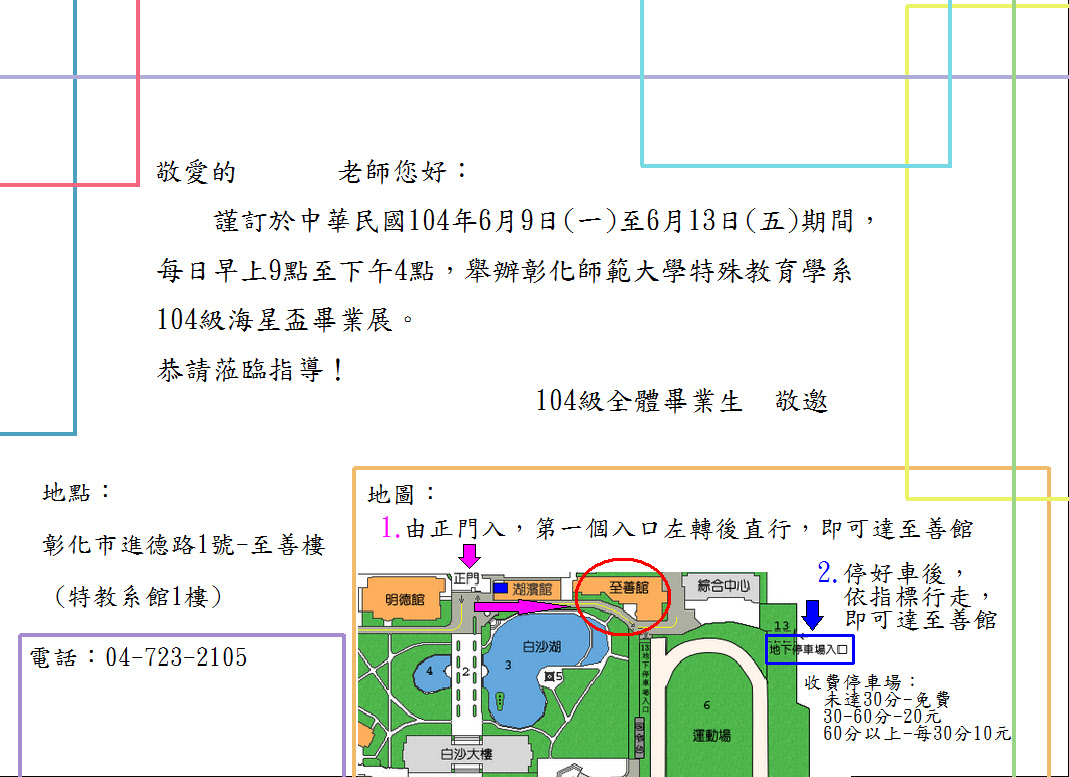 敬愛的　　　老師您好：
謹訂於中華民國104年6月9日(一)至6月13日(五)期間，
每日早上9點至下午4點，舉辦彰化師範大學特殊教育學系
104級海星盃畢業展。
恭請蒞臨指導！
104級全體畢業生　敬邀
地點：
彰化市進德路1號-至善樓
(特教系館1樓)
電話：04-723-2105
地圖：
1.由正門入，第一個入口左轉後直行，即可達至善館
2.停好車後，
依指標行走，
即可達至善館
正門
明德館
湖濱館
至善館
綜合中心
13
地下停車場入口
白沙湖
3
4
2
5
13地下停車場入口
6
運動場
白沙大樓
收費停車場：
未達30分-免費
30-60分-20元
60分以上-每30分10元